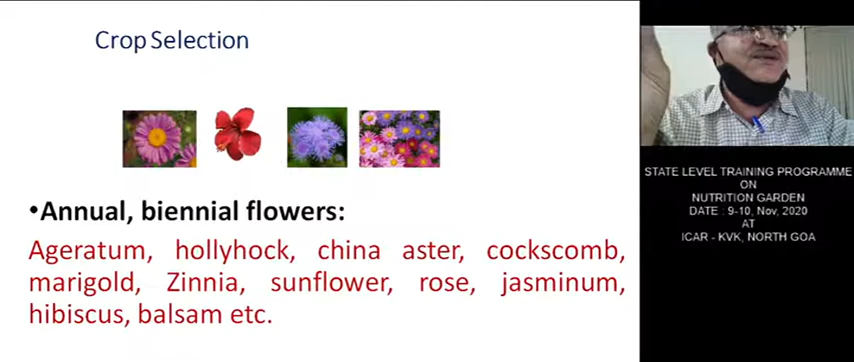 Crop Selection
•Annual, biennial flowers:
Ageratum, hollyhock, china aster, cockscomb,
marigold, Zinnia, sunflower, rose, jasminum,
hibiscus, balsam etc.
STATE LEVEL TRAINING PROGRAMME
ON
NUTRITION GARDEN
DATE : 9-10, Nov, 2020
AT
ICAR - KVK, NORTH GOA